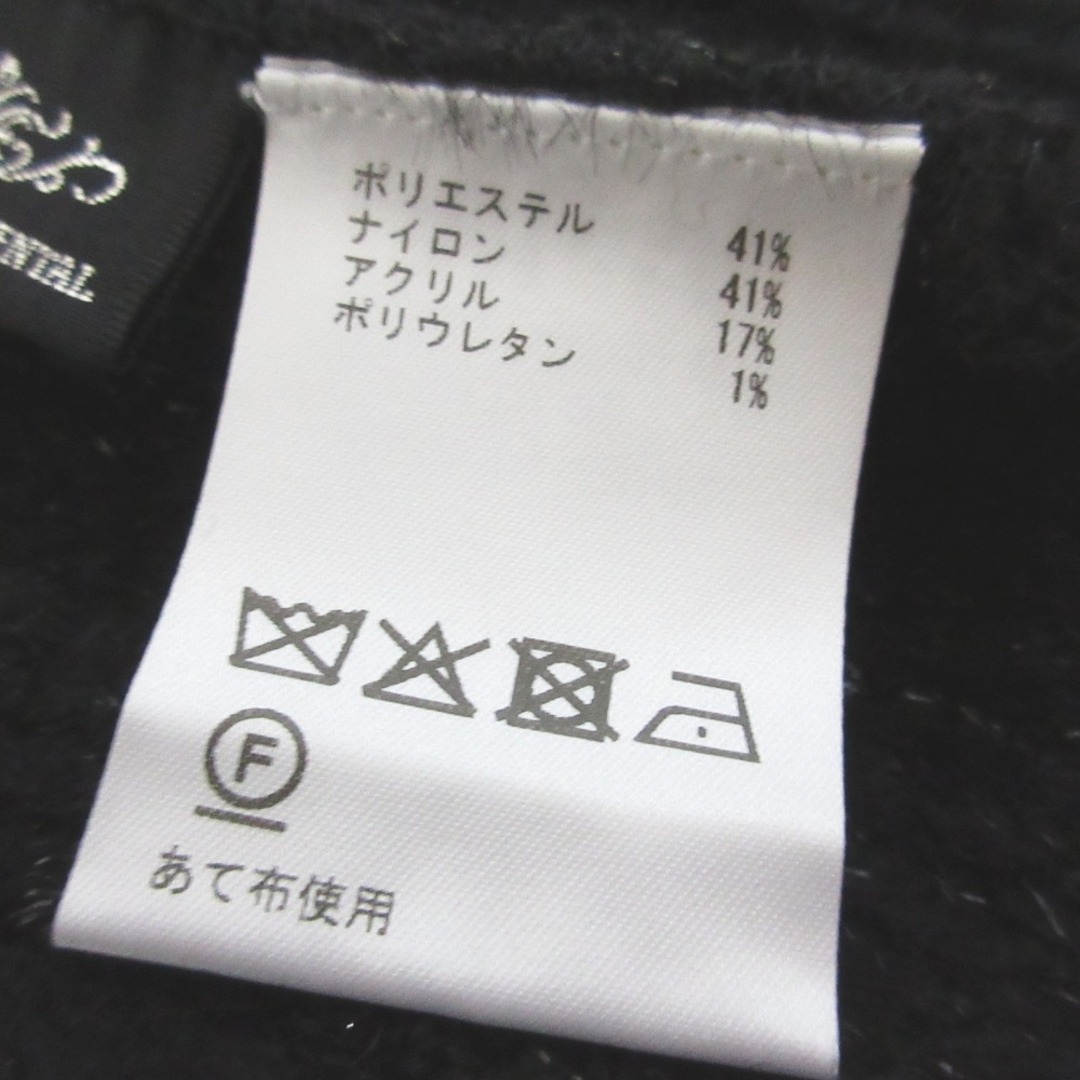 ポリエステル 41%
ナイロン 41%
アクリル 17%
ポリウレタン 1%
F
あて布使用